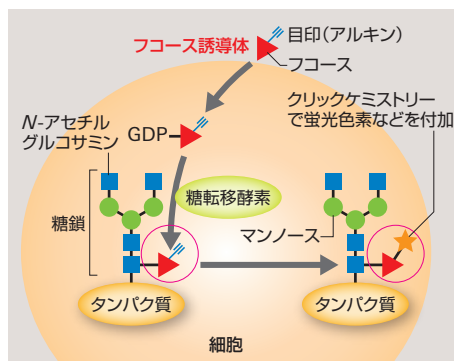 フコース誘導体
目印(アルキン)
フコース
クリックケミストリー
で蛍光色素などを付加
N-アセチル
グルコサミン
GDP
糖転移酵素
糖鎖
マンノース
タンパク質
タンパク質
細胞